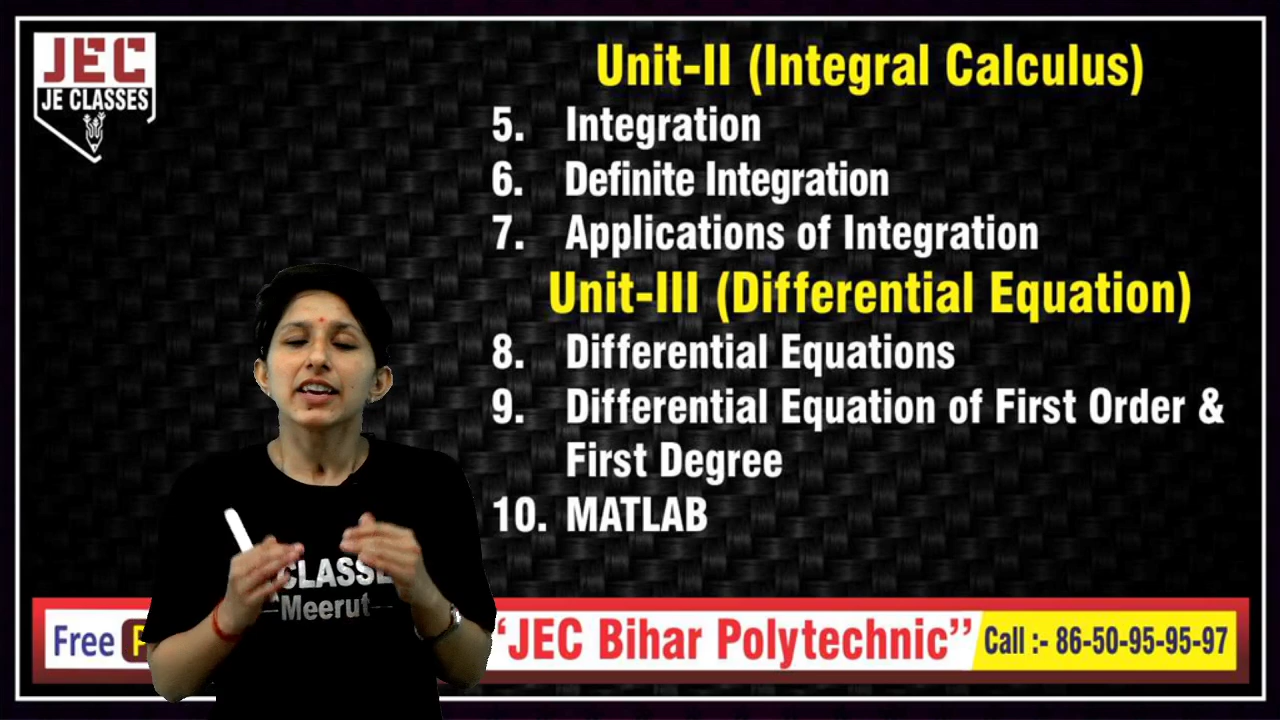 JEC
JE CLASSES
Unit-II (Integral Calculus)
5. Integration
6. Definite Integration
7. Applications of Integration
Unit-III (Differential Equation)
8. Differential Equations
9. Differential Equation of First Order &
First Degree
10. MATLAB
CLASSE
Meerut
Free
‘JEC Bihar Polytechnic’’
Call :- 86-50-95-95-97